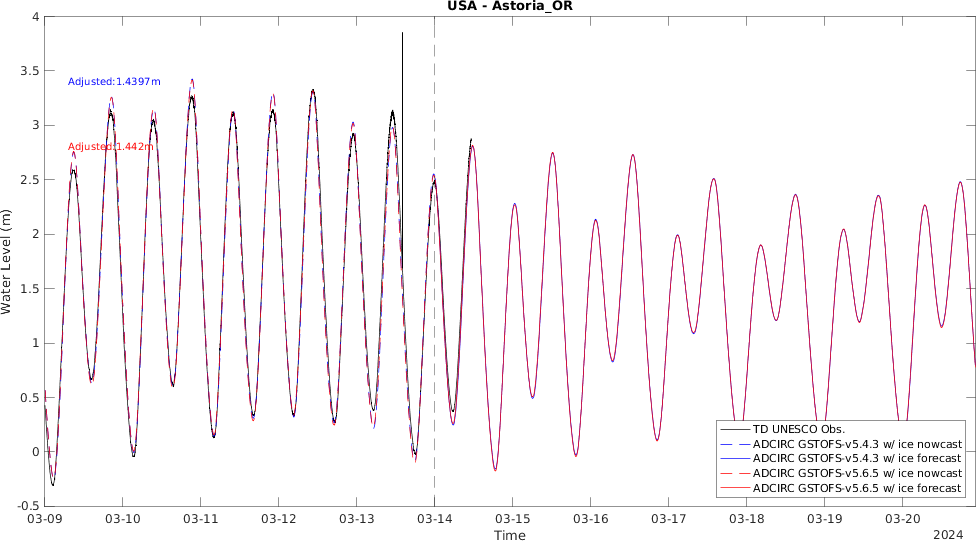 USA - Astoria_OR
Water Level (m)
4
3.5
3
2.5
2
1.5
1
0.5
0
-0.5
Adjusted:1.4397m
Adjusted:1.442m
TD UNESCO Obs.
ADCIRC GSTOFS-v5.4.3 w/ ice nowcast
ADCIRC GSTOFS-v5.4.3 w/ ice forecast
ADCIRC GSTOFS-v5.6.5 w/ ice nowcast
ADCIRC GSTOFS-v5.6.5 w/ ice forecast
03-09 03-10 03-11 03-12 03-13 03-14 03-15 03-16 03-17 03-18 03-19 03-20
Time
2024